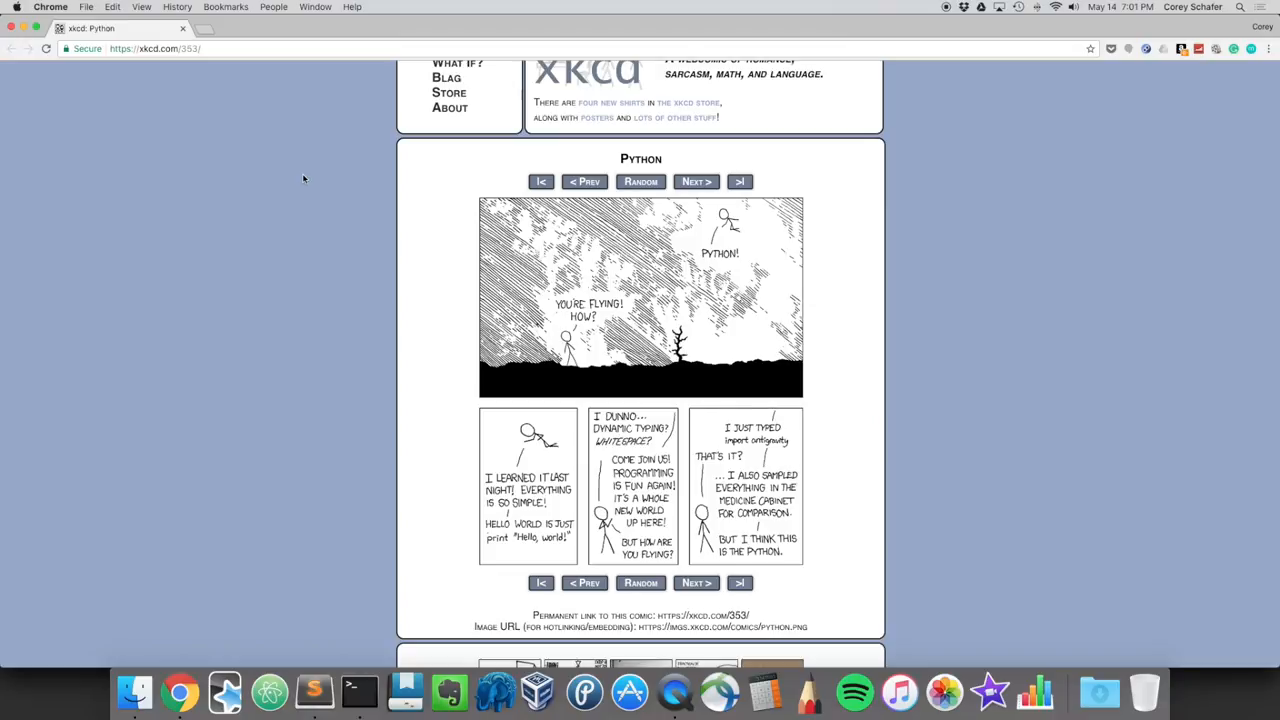 Chrome File Edit View History Bookmarks People Window Help
May 14 7:01 PM Corey Schafer
xkcd: Python
Corey
Secure https://xkcd.com/353/
WHAT IF?
BLAG
STORE
ABOUT
xkcd
A WEBCOMIC OF ROMANCE,
SARCASM, MATH, AND LANGUAGE.
THERE ARE FOUR NEW SHIRTS IN THE XKCD STORE,
ALONG WITH POSTERS AND LOTS OF OTHER STUFF!
PYTHON
|< < PREV RANDOM NEXT > >|
PYTHON!
YOU'RE FLYING!
HOW?
I LEARNED IT LAST
NIGHT! EVERYTHING
IS SO SIMPLE!
HELLO WORLD IS JUST
print "Hello, world!"
I DUNNO...
DYNAMIC TYPING?
WHITESPACE?
COME JOIN US!
PROGRAMMING
IS FUN AGAIN!
IT'S A WHOLE
NEW WORLD
UP HERE!
BUT HOW ARE
YOU FLYING?
I JUST TYPED
import antigravity
THAT'S IT?
... I ALSO SAMPLED
EVERYTHING IN THE
MEDICINE CABINET
FOR COMPARISON.
BUT I THINK THIS
IS THE PYTHON.
|< < PREV RANDOM NEXT > >|
PERMANENT LINK TO THIS COMIC: HTTPS://XKCD.COM/353/
IMAGE URL (FOR HOTLINKING/EMBEDDING): HTTPS://IMGS.XKCD.COM/COMICS/PYTHON.PNG